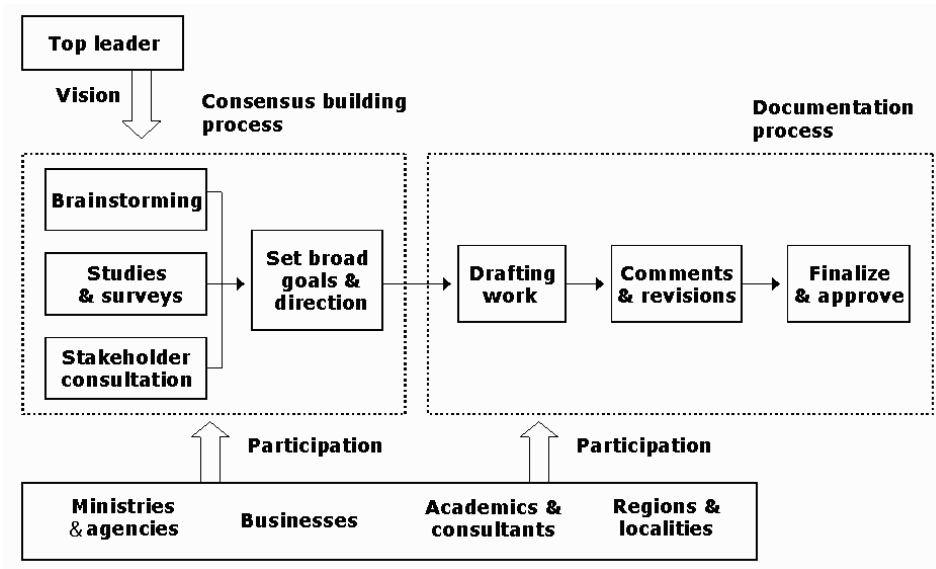 Top leader
Vision
Consensus building
process
Documentation
process
Brainstorming
Studies
& surveys
Stakeholder
consultation
Set broad
goals &
direction
Drafting
work
Comments
& revisions
Finalize
& approve
Participation
Participation
Ministries
& agencies
Businesses
Academics &
consultants
Regions &
localities